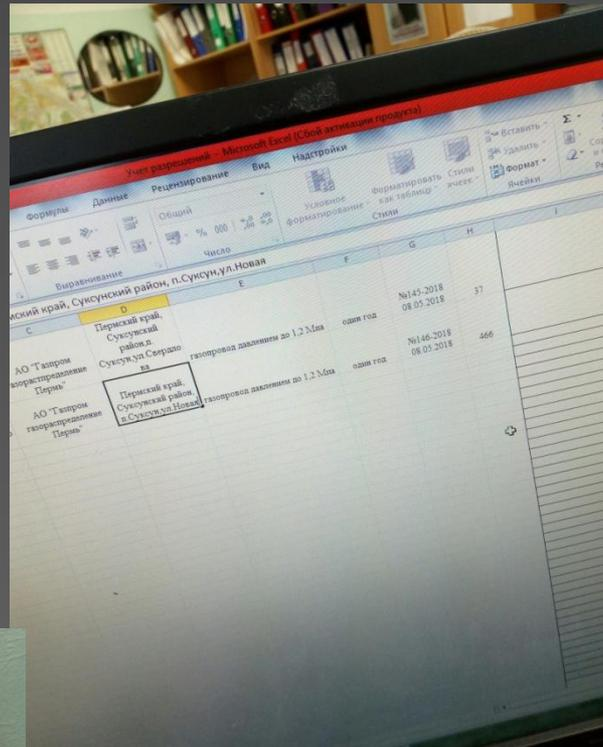 Учет разрешений - Microsoft Excel (Сбой активации продукта)
Формулы Данные Рецензирование Вид Надстройки
Общий
% 000
Условное форматирование
Форматировать как таблицу
Стили ячеек
Вставить
Удалить
Формат
Σ
Выравнивание Число Стили Ячейки
мский край, Суксунский район, п.Суксун,ул.Новая
C D E F G H I
АО "Газпром
газораспределение
Пермь"
Пермский край,
Суксунский
район,п.
Суксун,ул.Свердло
ва
газопровод давлением до 1,2 Мпа
один год
№145-2018
08.05.2018
37
АО "Газпром
газораспределение
Пермь"
Пермский край,
Суксунский район,
п.Суксун,ул.Новая
газопровод давлением до 1,2 Мпа
один год
№146-2018
08.05.2018
466